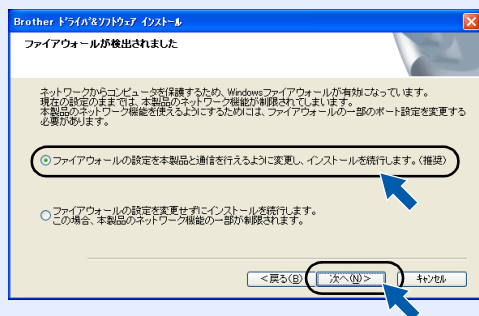 Brother ﾄﾞﾗｲﾊﾞ&ｿﾌﾄｳｪｱ ｲﾝｽﾄｰﾙ
ファイアウォールが検出されました
ネットワークからコンピュータを保護するため、Windowsファイアウォールが有効になっています。
現在の設定のままでは、本製品のネットワーク機能が制限されてしまいます。
本製品のネットワーク機能を使えるようにするためには、ファイアウォールの一部のポート設定を変更する
必要があります。
ファイアウォールの設定を本製品と通信を行えるように変更し、インストールを続行します。(推奨)
ファイアウォールの設定を変更せずにインストールを続行します。
この場合、本製品のネットワーク機能の一部が制限されます。
<戻る(B) 次へ(N)> ｷｬﾝｾﾙ